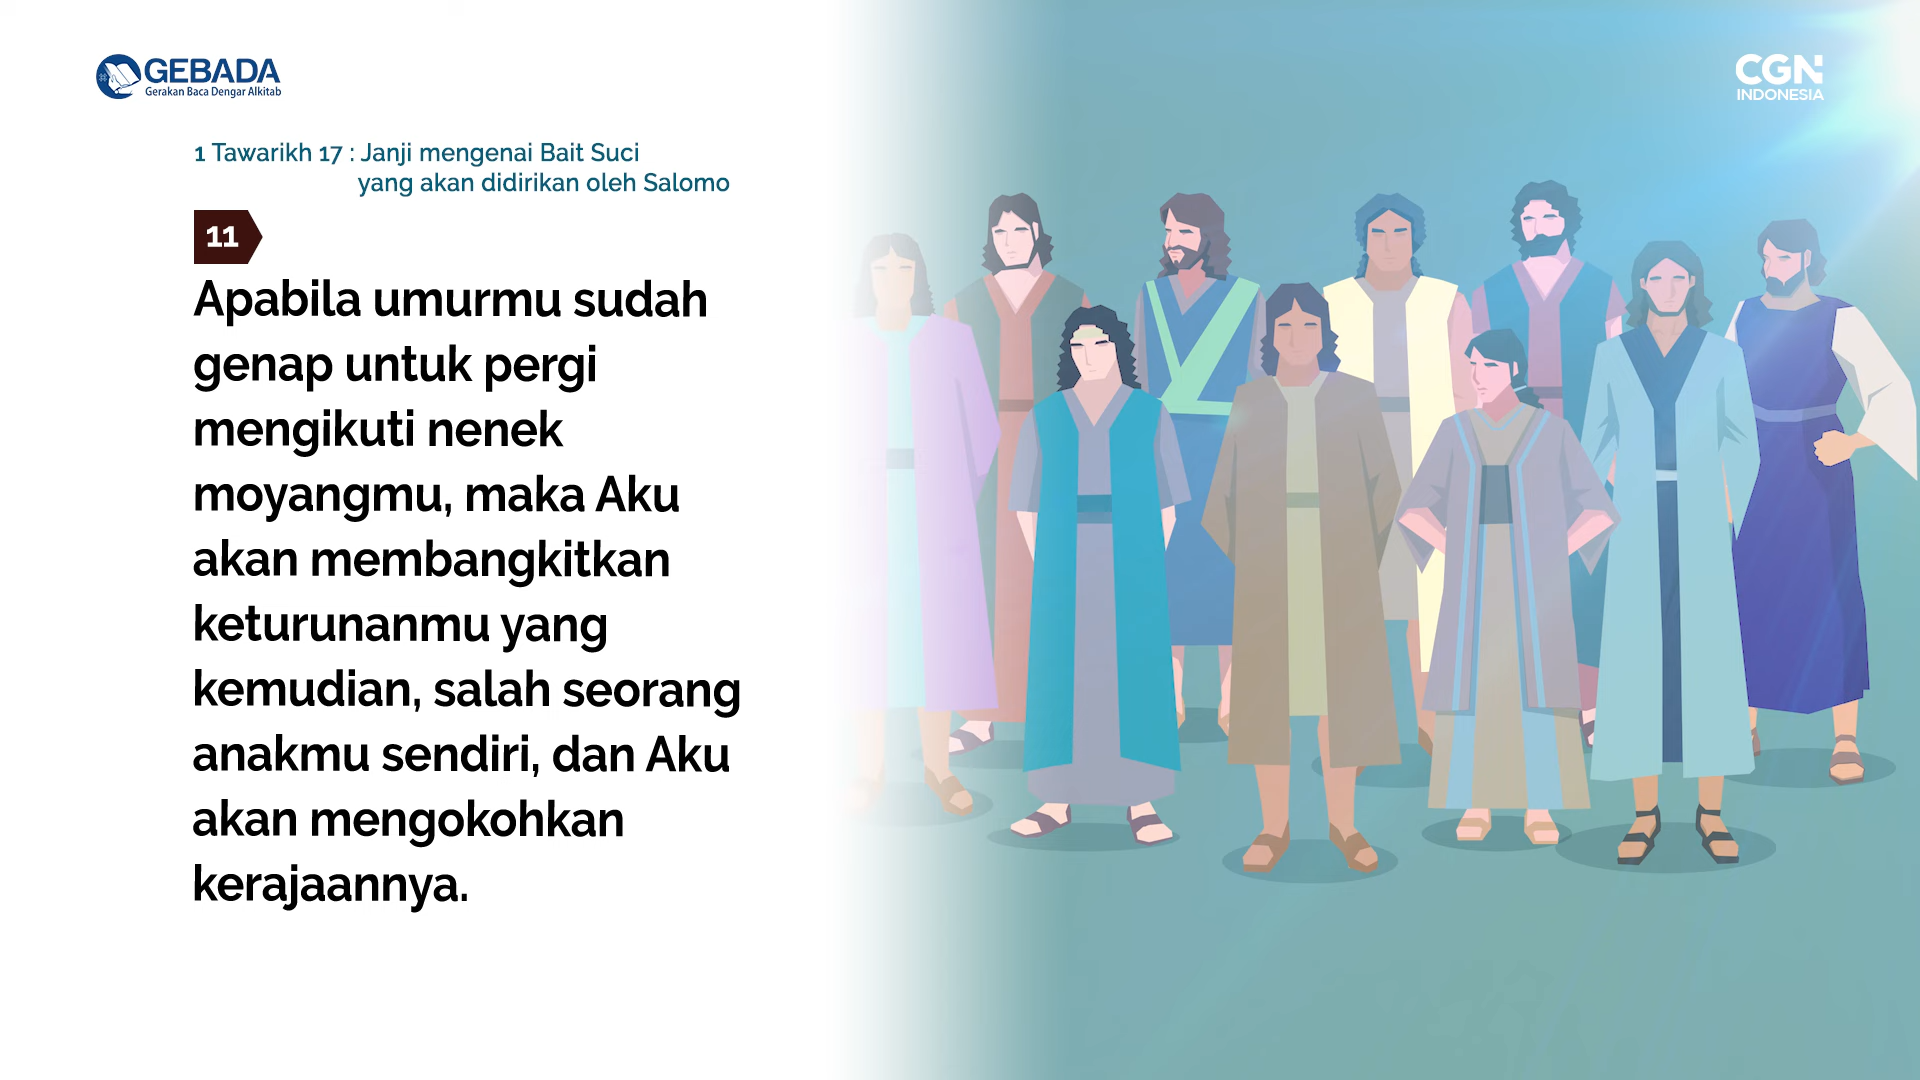 GEBADA
Gerakan Baca Dengar Alkitab
CGN
INDONESIA
1 Tawarikh 17 : Janji mengenai Bait Suci
yang akan didirikan oleh Salomo
11
Apabila umurmu sudah
genap untuk pergi
mengikuti nenek
moyangmu, maka Aku
akan membangkitkan
keturunanmu yang
kemudian, salah seorang
anakmu sendiri, dan Aku
akan mengokohkan
kerajaannya.